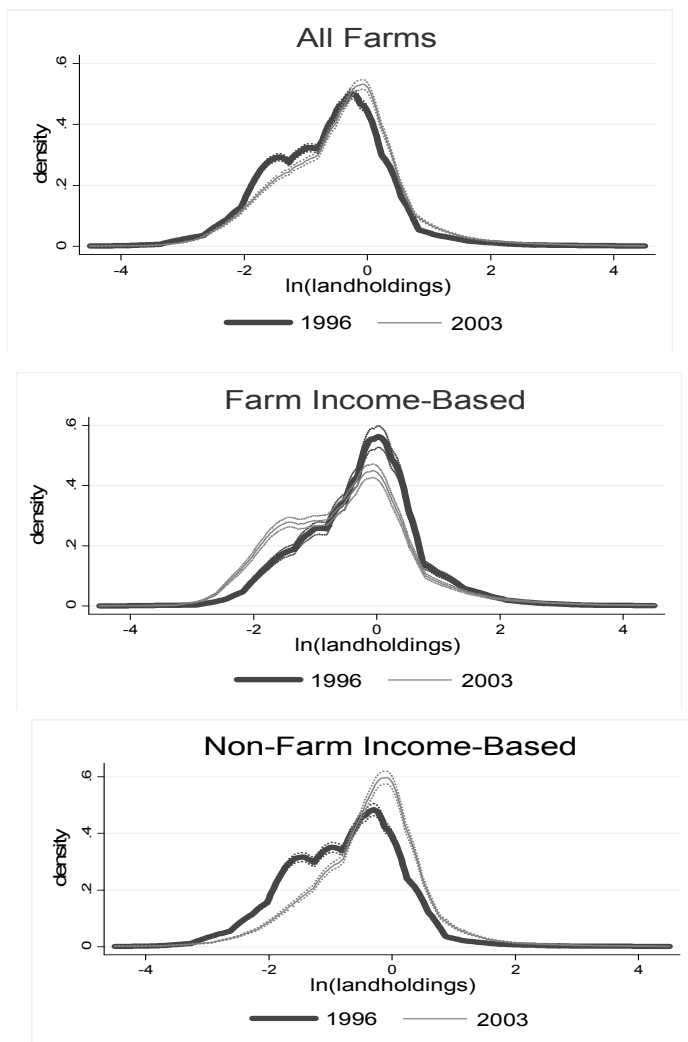 All Farms
.6
.4
.2
0
density
-4 -2 0 2 4
ln(landholdings)
1996 2003
Farm Income-Based
.6
.4
.2
0
density
-4 -2 0 2 4
ln(landholdings)
1996 2003
Non-Farm Income-Based
.6
.4
.2
0
density
-4 -2 0 2 4
ln(landholdings)
1996 2003